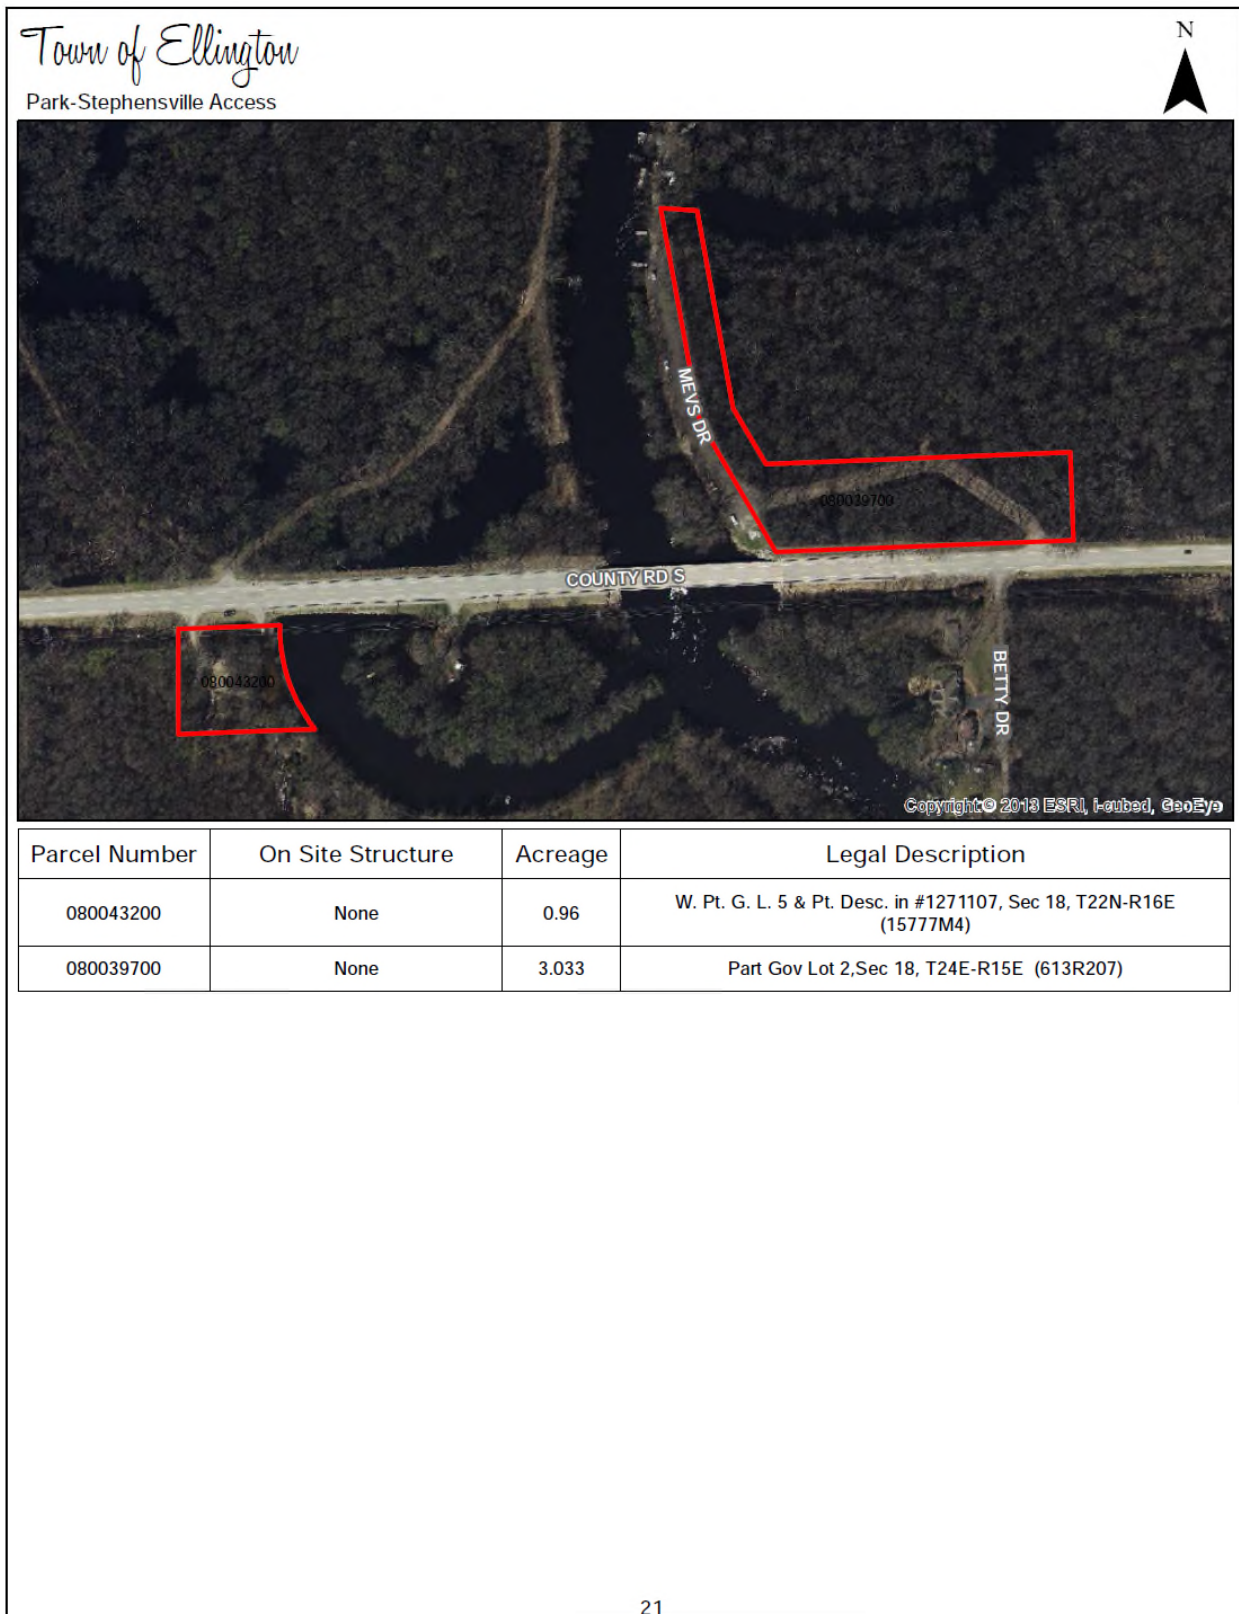 Town of Ellington
Park-Stephensville Access
N
MEVS DR
080039700
COUNTY RD S
080043200
BETTY DR
Copyright:© 2013 ESRI, i-cubed, GeoEye
Parcel Number On Site Structure Acreage Legal Description
080043200 None 0.96 W. Pt. G. L. 5 & Pt. Desc. in #1271107, Sec 18, T22N-R16E
(15777M4)
080039700 None 3.033 Part Gov Lot 2,Sec 18, T24E-R15E (613R207)
21